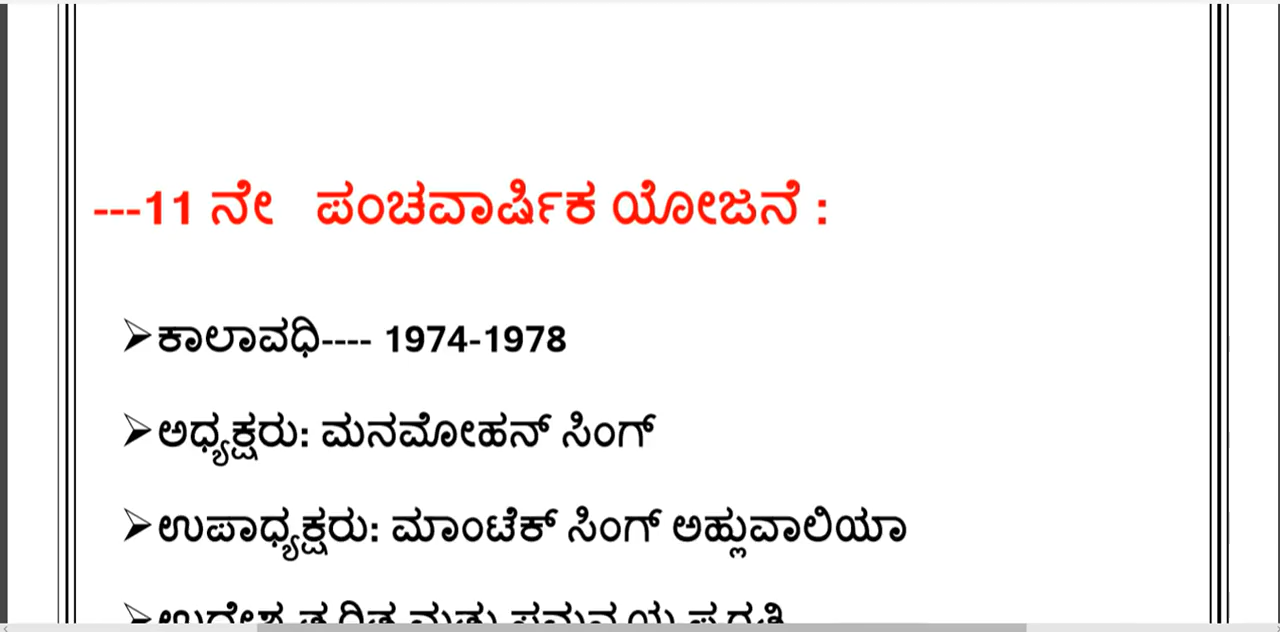 ---11 ನೇ ಪಂಚವಾರ್ಷಿಕ ಯೋಜನೆ :
➢ಕಾಲಾವಧಿ---- 1974-1978
➢ಅಧ್ಯಕ್ಷರು: ಮನಮೋಹನ್ ಸಿಂಗ್
➢ಉಪಾಧ್ಯಕ್ಷರು: ಮಾಂಟೆಕ್ ಸಿಂಗ್ ಅಹ್ಲುವಾಲಿಯಾ